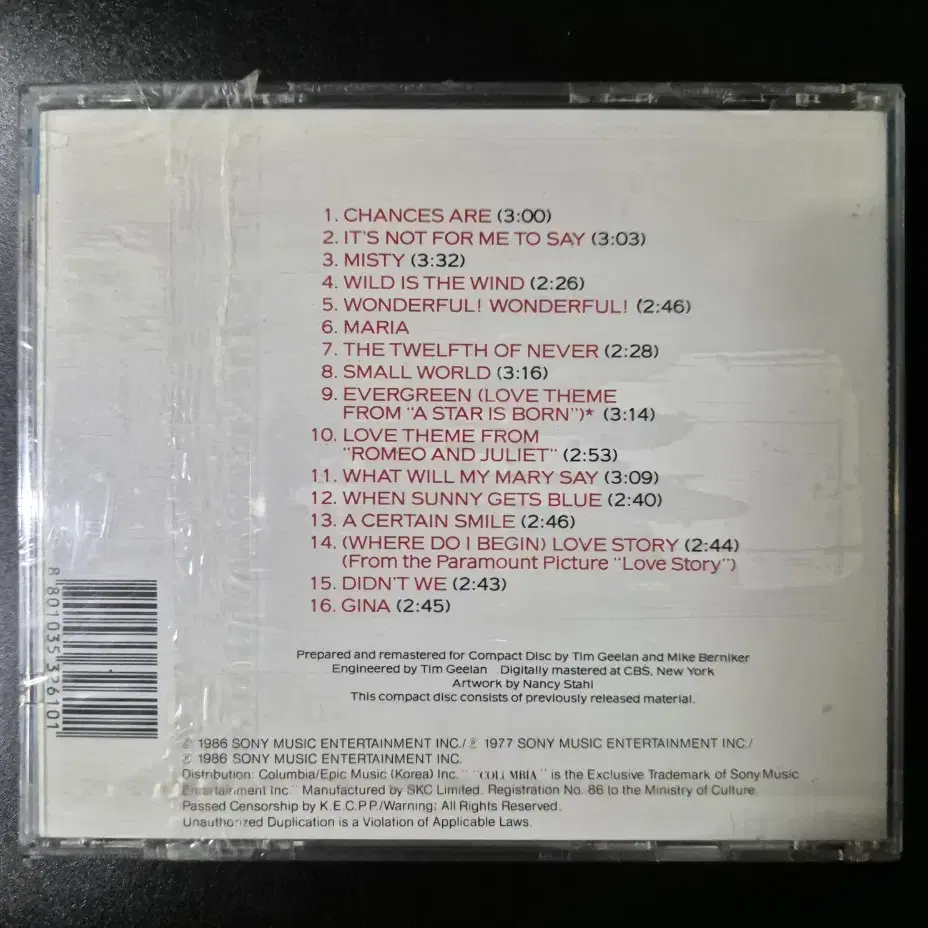 1. CHANCES ARE (3:00)
2. IT'S NOT FOR ME TO SAY (3:03)
3. MISTY (3:32)
4. WILD IS THE WIND (2:26)
5. WONDERFUL! WONDERFUL! (2:46)
6. MARIA
7. THE TWELFTH OF NEVER (2:28)
8. SMALL WORLD (3:16)
9. EVERGREEN (LOVE THEME
FROM "A STAR IS BORN")* (3:14)
10. LOVE THEME FROM
"ROMEO AND JULIET" (2:53)
11. WHAT WILL MY MARY SAY (3:09)
12. WHEN SUNNY GETS BLUE (2:40)
13. A CERTAIN SMILE (2:46)
14. (WHERE DO I BEGIN) LOVE STORY (2:44)
(From the Paramount Picture "Love Story")
15. DIDN'T WE (2:43)
16. GINA (2:45)
8 801035 326101
Prepared and remastered for Compact Disc by Tim Geelan and Mike Berniker
Engineered by Tim Geelan Digitally mastered at CBS, New York
Artwork by Nancy Stahl
This compact disc consists of previously released material.
℗ 1986 SONY MUSIC ENTERTAINMENT INC./ ℗ 1977 SONY MUSIC ENTERTAINMENT INC./
℗ 1986 SONY MUSIC ENTERTAINMENT INC.
Distribution: Columbia/Epic Music (Korea) Inc." "COLUMBIA" is the Exclusive Trademark of Sony Music
Entertainment Inc." Manufactured by SKC Limited. Registration No. 86 to the Ministry of Culture.
Passed Censorship by K.E.C.P.P/Warning: All Rights Reserved.
Unauthorized Duplication is a Violation of Applicable Laws.